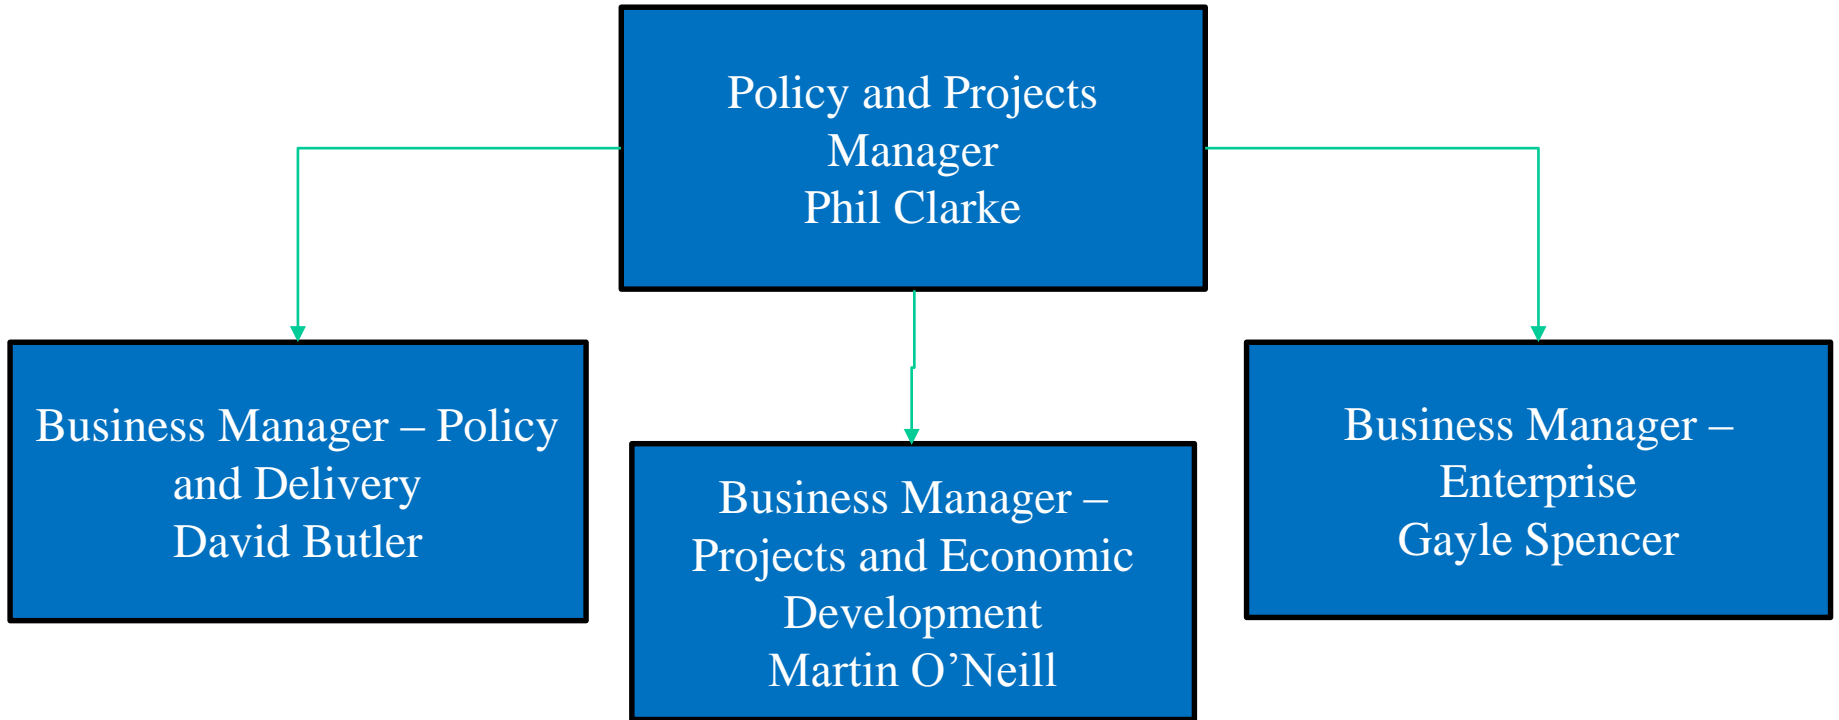 Policy and Projects
Manager
Phil Clarke
Business Manager – Policy
and Delivery
David Butler
Business Manager –
Projects and Economic
Development
Martin O’Neill
Business Manager –
Enterprise
Gayle Spencer